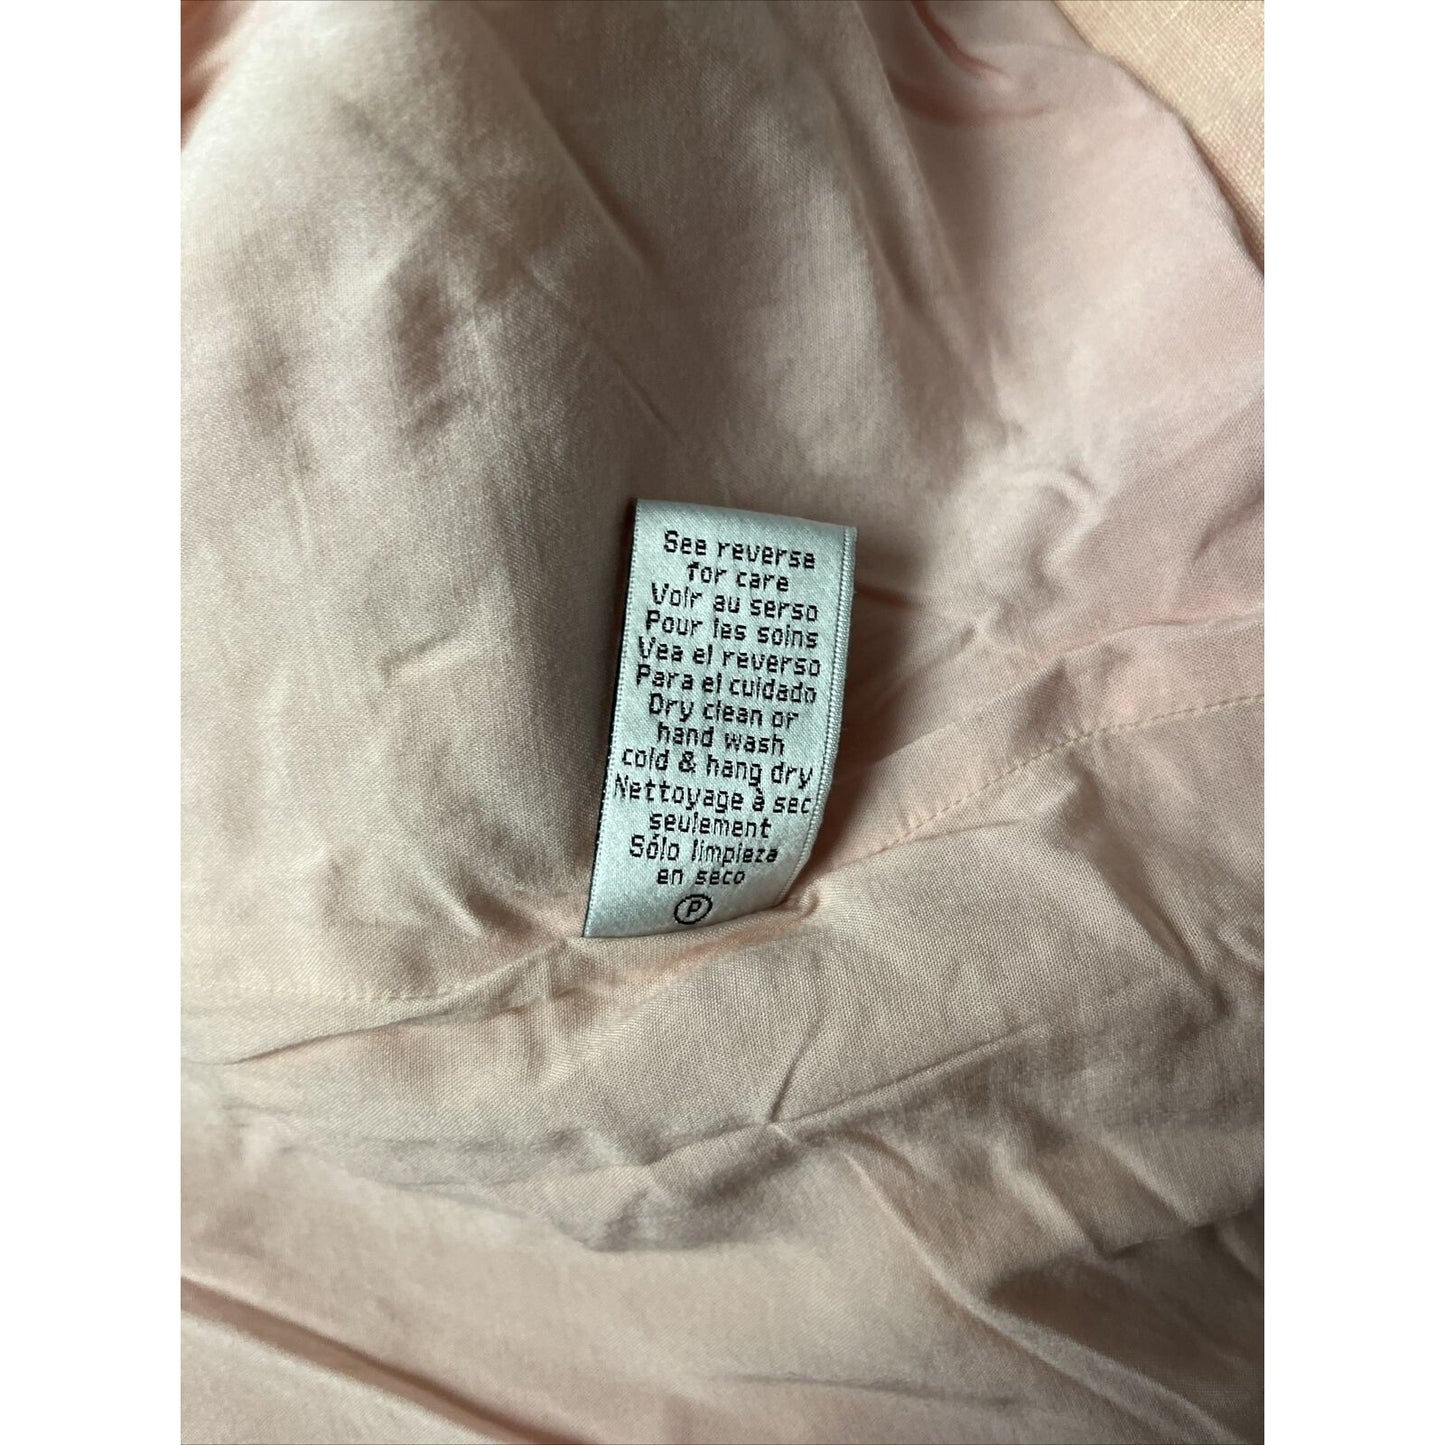 See reverse
for care
Voir au serso
Pour les soins
Vea el reverso
Para el cuidado
Dry clean or
hand wash
cold & hang dry
Nettoyage à sec
seulement
Sólo limpieza
en seco
P